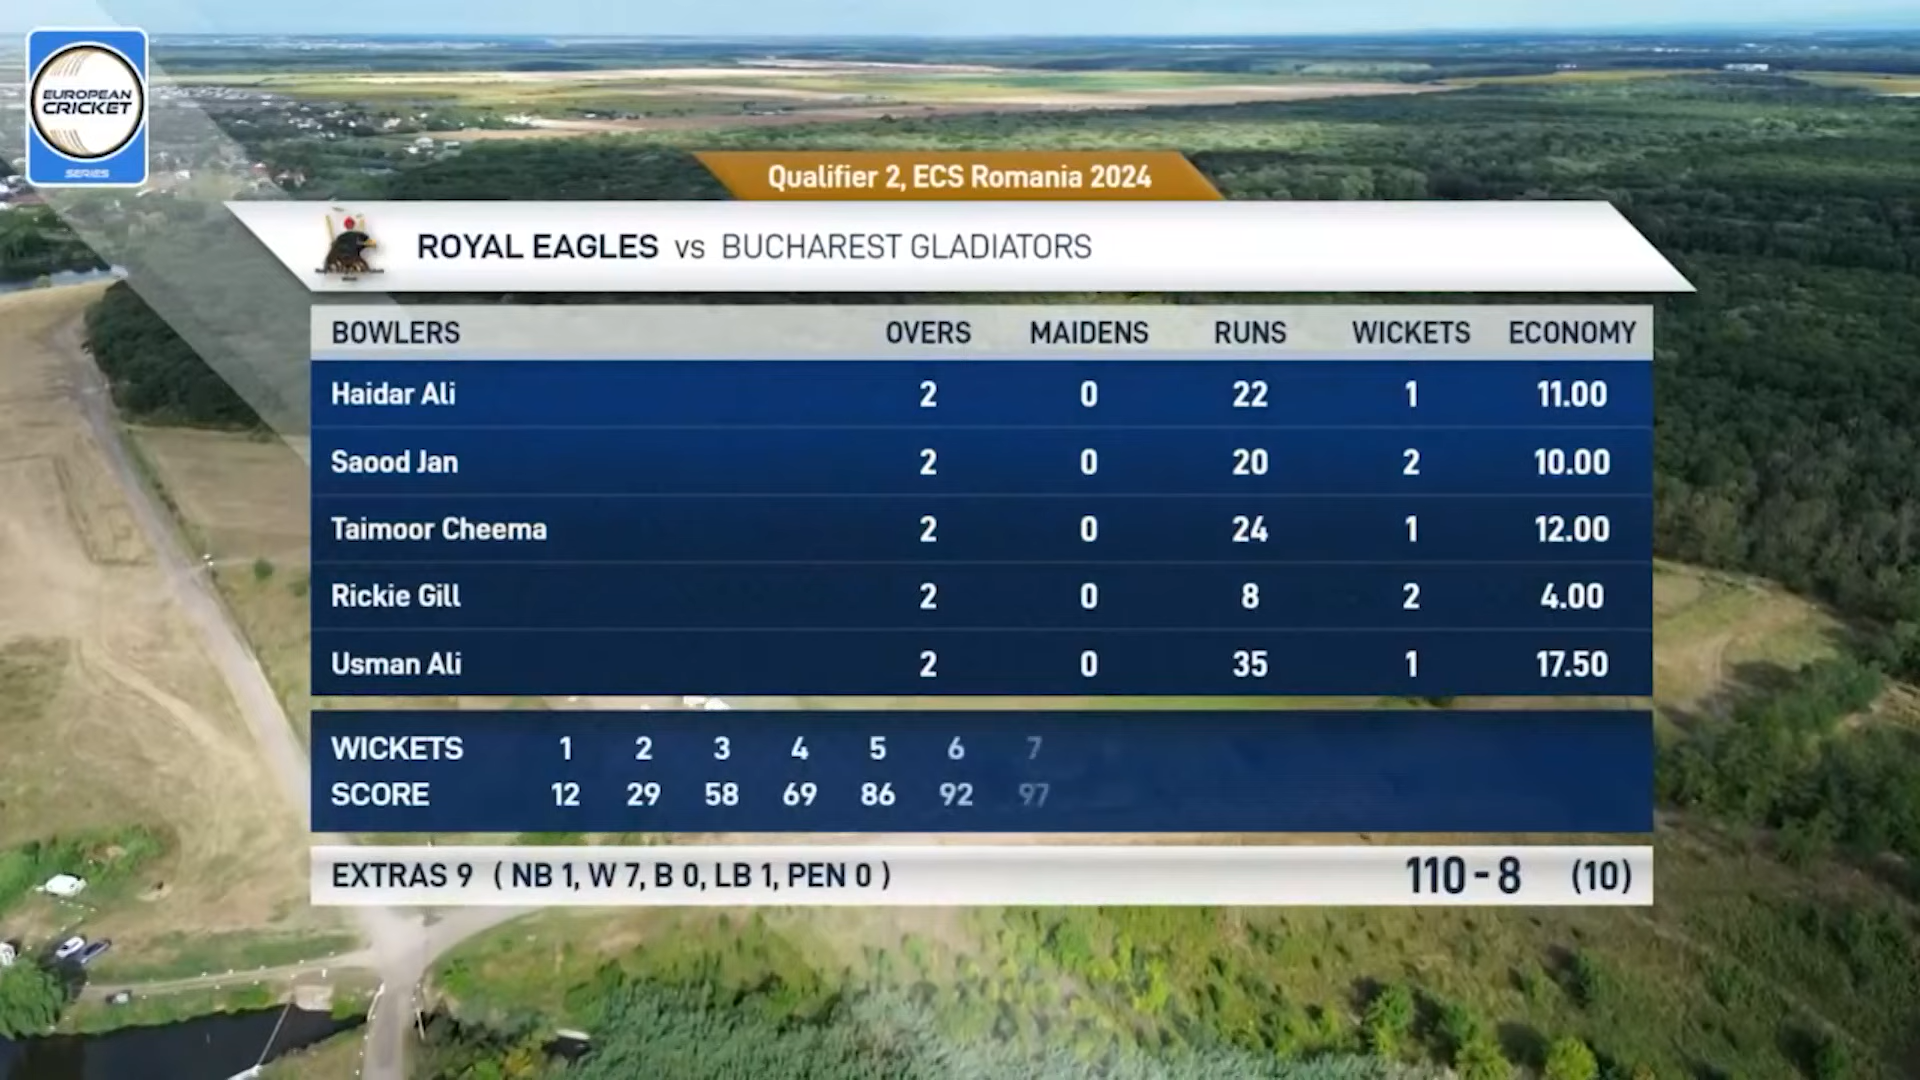 EUROPEAN
CRICKET
SERIES
Qualifier 2, ECS Romania 2024
ROYAL EAGLES vs BUCHAREST GLADIATORS
BOWLERS OVERS MAIDENS RUNS WICKETS ECONOMY
Haidar Ali 2 0 22 1 11.00
Saood Jan 2 0 20 2 10.00
Taimoor Cheema 2 0 24 1 12.00
Rickie Gill 2 0 8 2 4.00
Usman Ali 2 0 35 1 17.50
WICKETS 1 2 3 4 5 6 7
SCORE 12 29 58 69 86 92 97
EXTRAS 9 ( NB 1, W 7, B 0, LB 1, PEN 0 ) 110 - 8 (10)